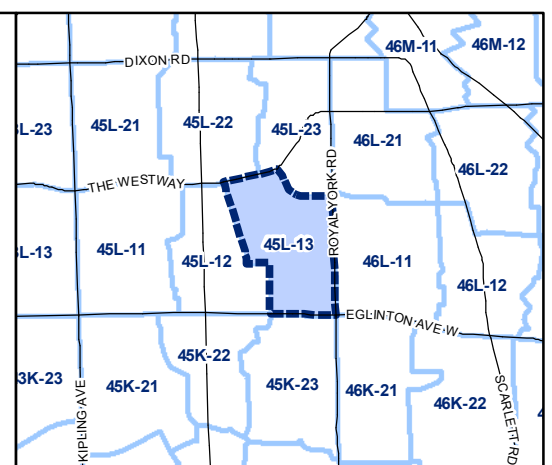 46M-11
46M-12
DIXON RD
L-23
45L-21
45L-22
45L-23
46L-21
46L-22
THE WESTWAY
ROYAL YORK RD
L-13
45L-11
45L-12
45L-13
46L-11
46L-12
EGLINTON AVE W
3K-23
45K-21
45K-22
45K-23
46K-21
46K-22
KIPLING AVE
SCARLETT RD